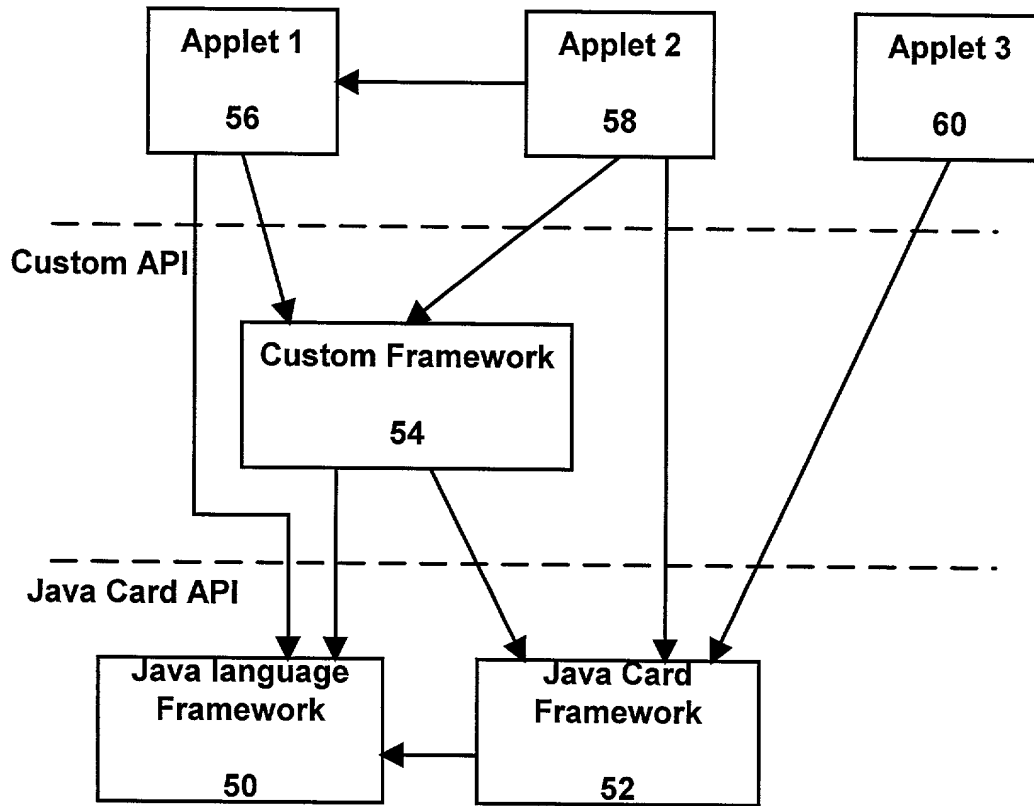 Applet 1
56
Applet 2
58
Applet 3
60
Custom API
Custom Framework
54
Java Card API
Java language
Framework
50
Java Card
Framework
52